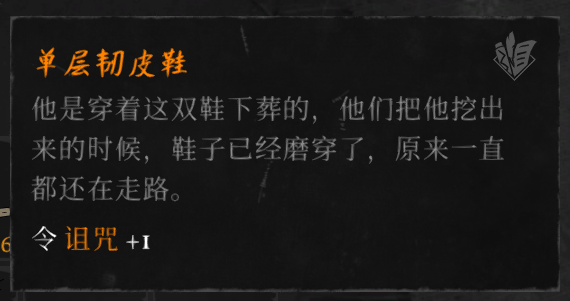 单层韧皮鞋
他是穿着这双鞋下葬的，他们把他挖出
来的时候，鞋子已经磨穿了，原来一直
都还在走路。
令 诅咒 +1
6